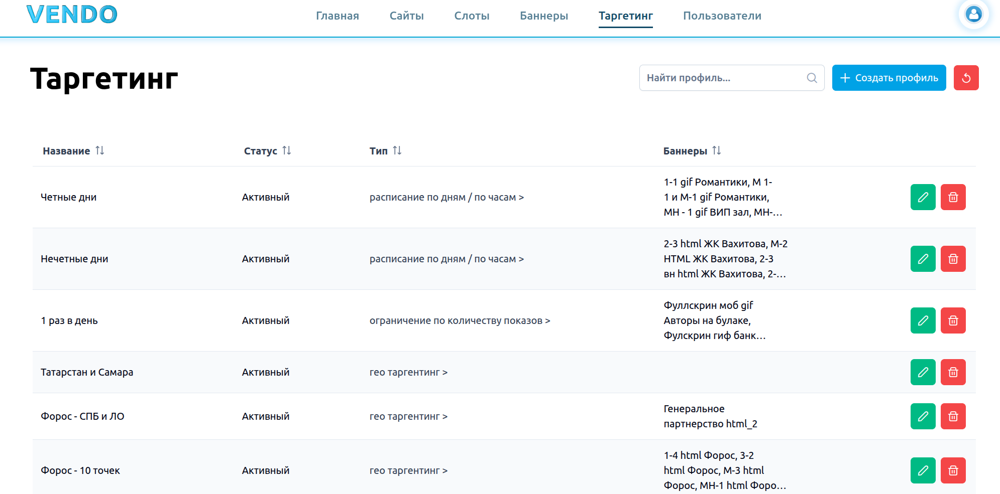 VENDO
Главная
Сайты
Слоты
Баннеры
Таргетинг
Пользователи
Таргетинг
Найти профиль...
Создать профиль
Название
Статус
Тип
Баннеры
Четные дни
Активный
расписание по дням / по часам >
1-1 gif Романтики, М 1-
1 и М-1 gif Романтики,
МН - 1 gif ВИП зал, МН-...
Нечетные дни
Активный
расписание по дням / по часам >
2-3 html ЖК Вахитова, М-2
HTML ЖК Вахитова, 2-3
вн html ЖК Вахитова, 2-...
1 раз в день
Активный
ограничение по количеству показов >
Фуллскрин моб gif
Авторы на булаке,
Фулскрин гиф банк...
Татарстан и Самара
Активный
гео таргентинг >
Форос - СПБ и ЛО
Активный
гео таргентинг >
Генеральное
партнерство html_2
Форос - 10 точек
Активный
гео таргентинг >
1-4 html Форос, 3-2
html Форос, М-3 html
Форос, МН-1 html Форо...